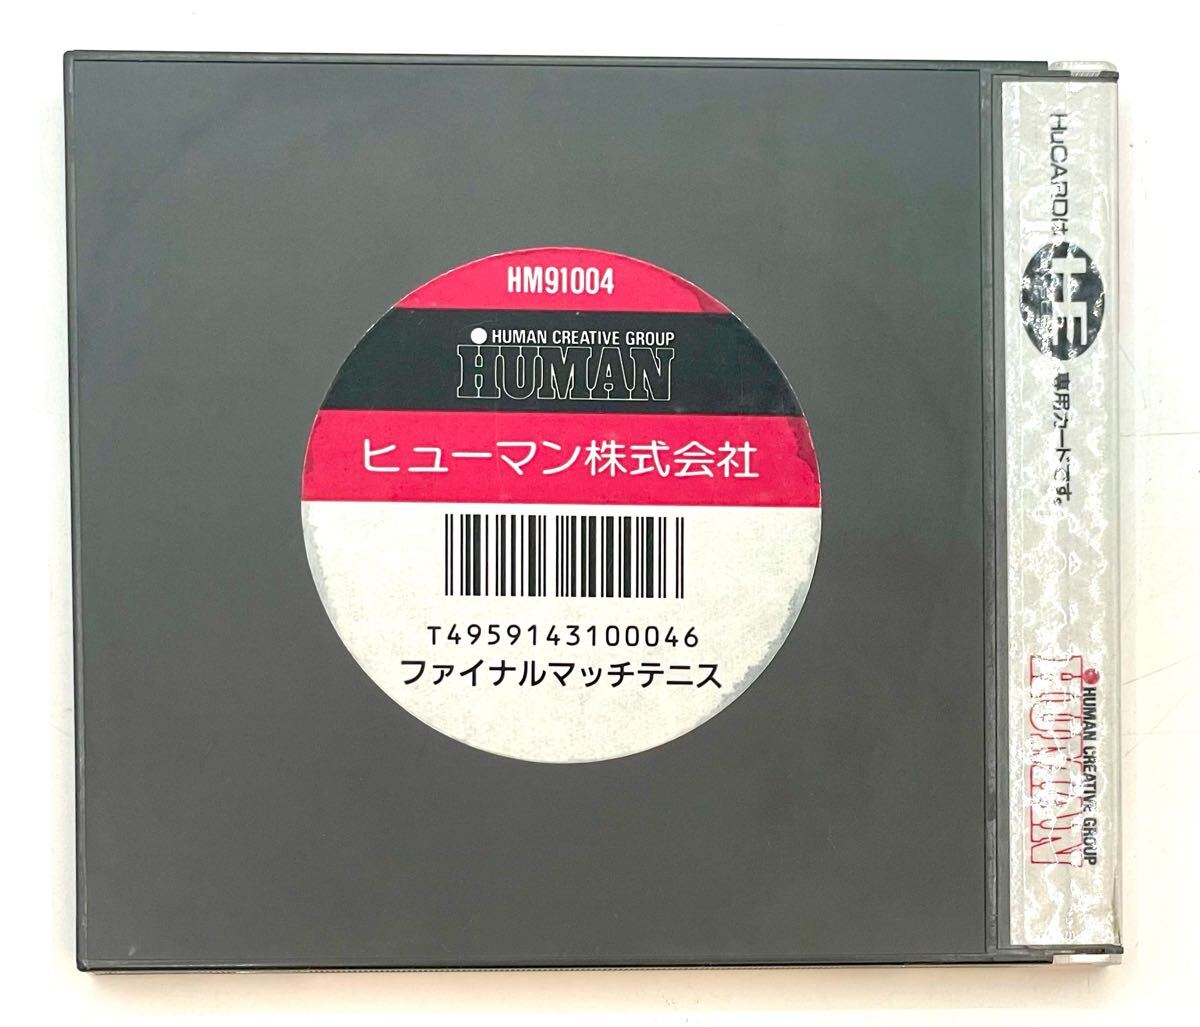 HM91004
HUMAN CREATIVE GROUP
HUMAN
ヒューマン株式会社
T4959143100046
ファイナルマッチテニス
HuCARDは
PE
専用カードです。
HUMAN CREATIVE GROUP
HUMAN